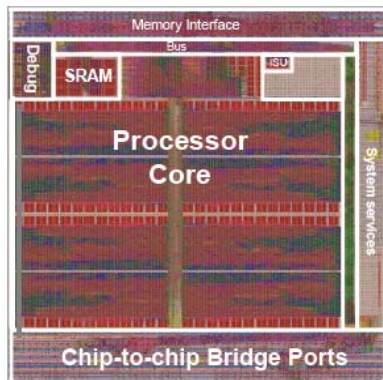 Memory Interface
Bus
Debug
SRAM
ISU
Processor
Core
System services
Chip-to-chip Bridge Ports